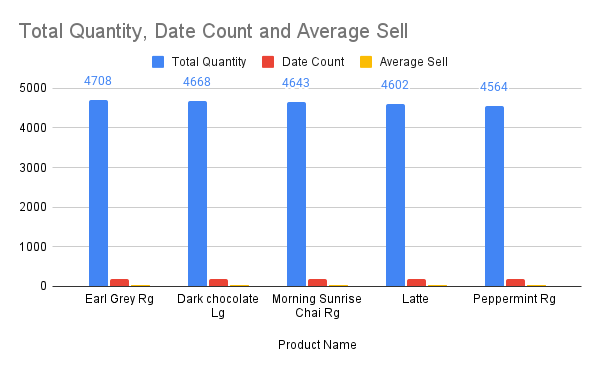 Total Quantity, Date Count and Average Sell
Total Quantity Date Count Average Sell
4708 4668 4643 4602 4564
5000
4000
3000
2000
1000
0
Earl Grey Rg
Dark chocolate
Lg
Morning Sunrise
Chai Rg
Latte
Peppermint Rg
Product Name